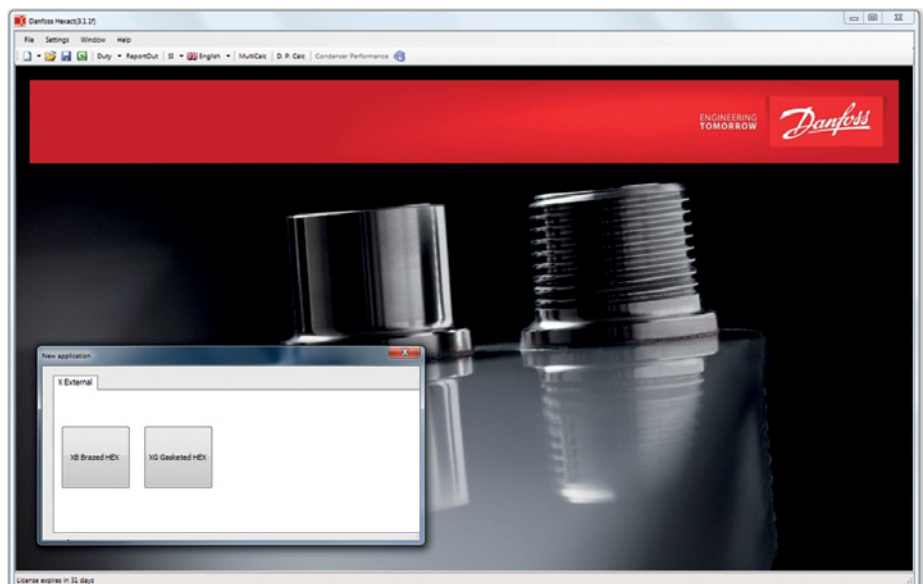 Danfoss Hexact(3.1.1f)
File Settings Window Help
Duty ReportOut SI English MultiCalc D. P. Calc Condenser Performance
ENGINEERING
TOMORROW
Danfoss
New application
X External
XB Brazed HEX XG Gasketed HEX
License expires in 31 days